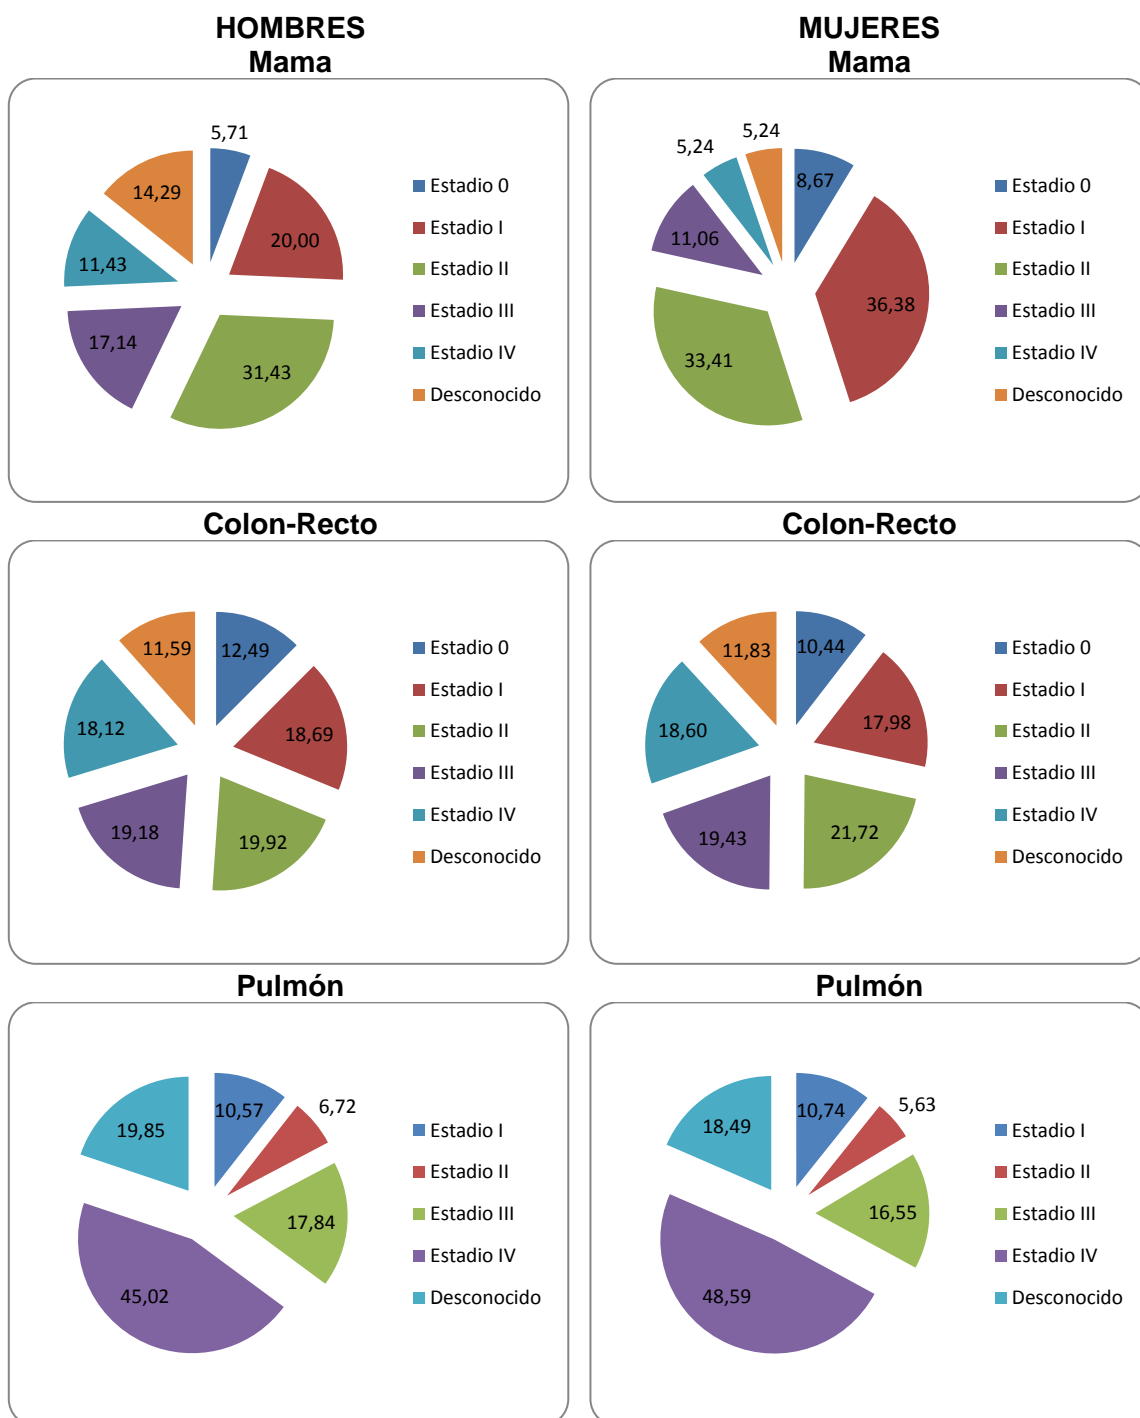 HOMBRES
Mama
5,71
20,00
31,43
17,14
11,43
14,29
Estadio 0
Estadio I
Estadio II
Estadio III
Estadio IV
Desconocido
MUJERES
Mama
8,67
36,38
33,41
11,06
5,24
5,24
Estadio 0
Estadio I
Estadio II
Estadio III
Estadio IV
Desconocido
Colon-Recto
12,49
18,69
19,92
19,18
18,12
11,59
Estadio 0
Estadio I
Estadio II
Estadio III
Estadio IV
Desconocido
Colon-Recto
10,44
17,98
21,72
19,43
18,60
11,83
Estadio 0
Estadio I
Estadio II
Estadio III
Estadio IV
Desconocido
Pulmón
10,57
6,72
17,84
45,02
19,85
Estadio I
Estadio II
Estadio III
Estadio IV
Desconocido
Pulmón
10,74
5,63
16,55
48,59
18,49
Estadio I
Estadio II
Estadio III
Estadio IV
Desconocido